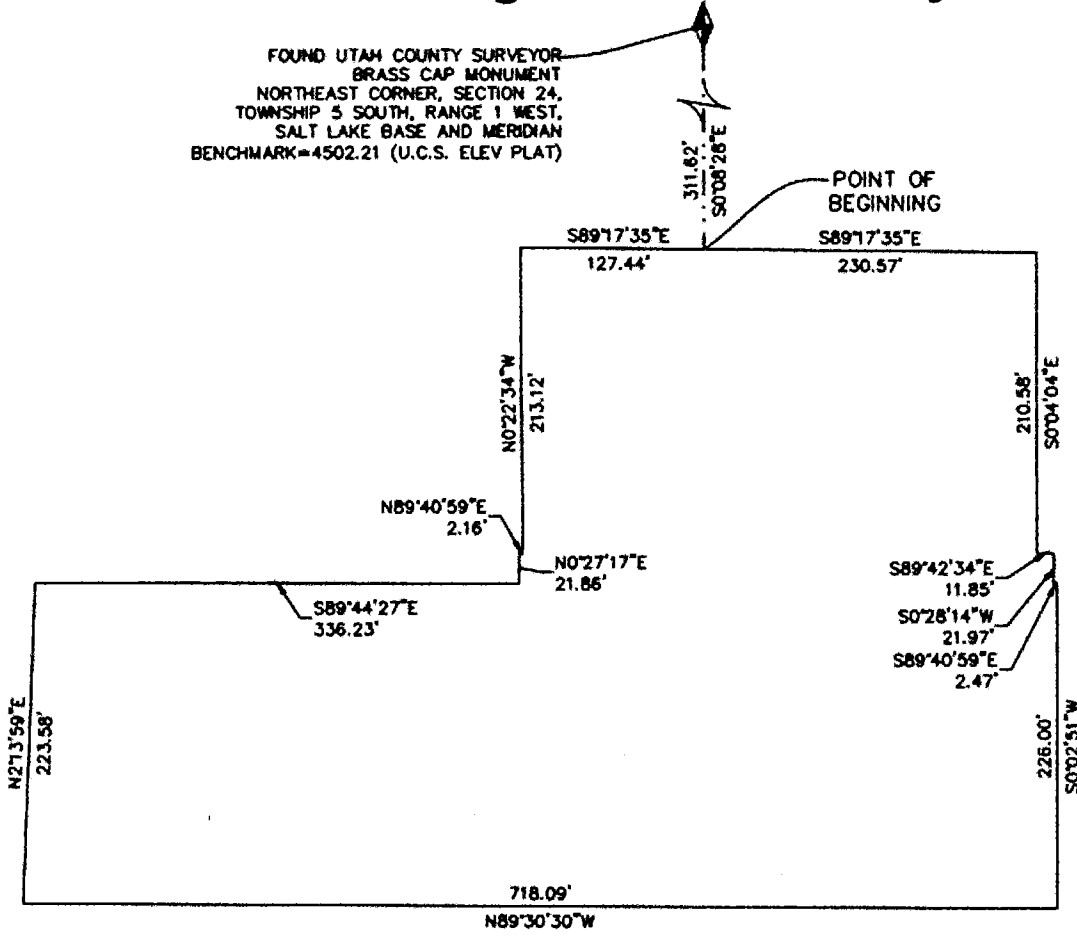 FOUND UTAH COUNTY SURVEYOR
BRASS CAP MONUMENT
NORTHEAST CORNER, SECTION 24,
TOWNSHIP 5 SOUTH, RANGE 1 WEST,
SALT LAKE BASE AND MERIDIAN
BENCHMARK=4502.21 (U.C.S. ELEV PLAT)
311.62'
S0°08'26"E
POINT OF
BEGINNING
S89°17'35"E
127.44'
S89°17'35"E
230.57'
N0°22'34"W
213.12'
210.58'
S0°04'04"E
N89°40'59"E
2.16'
N0°27'17"E
21.86'
S89°42'34"E
11.85'
S0°28'14"W
21.97'
S89°40'59"E
2.47'
S89°44'27"E
336.23'
N2°13'59"E
223.58'
226.00'
S0°02'51"W
718.09'
N89°30'30"W